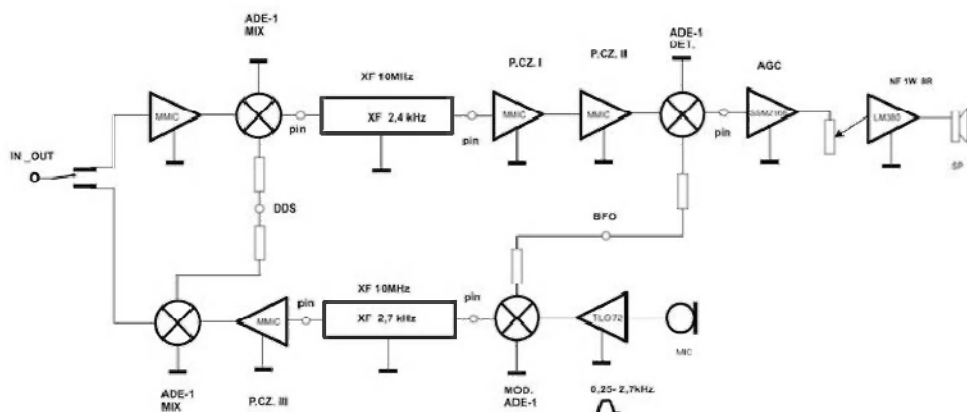 ADE-1
MIX
XF 10MHz
XF 2,4 kHz
P.CZ. I
P.CZ. II
ADE-1
DET.
AGC
NF 1W 8R
MMIC
pin
pin
MMIC
MMIC
pin
SSM2166
LM380
SP
IN_OUT
DDS
BFO
XF 10MHz
XF 2,7 kHz
pin
pin
MMIC
TLO72
MIC
ADE-1
MIX
P.CZ. III
MOD.
ADE-1
0,25- 2,7kHz.